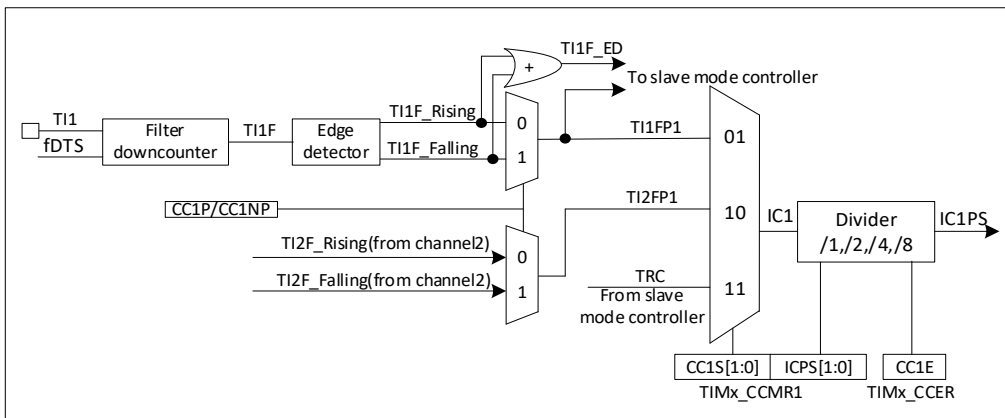 TI1F_ED
+
To slave mode controller
TI1
fDTS
Filter
downcounter
TI1F
Edge
detector
TI1F_Rising
TI1F_Falling
0
1
TI1FP1
01
CC1P/CC1NP
TI2FP1
10
IC1
Divider
/1,/2,/4,/8
IC1PS
TI2F_Rising(from channel2)
TI2F_Falling(from channel2)
0
1
TRC
From slave
mode controller
11
CC1S[1:0]
ICPS[1:0]
CC1E
TIMx_CCMR1
TIMx_CCER